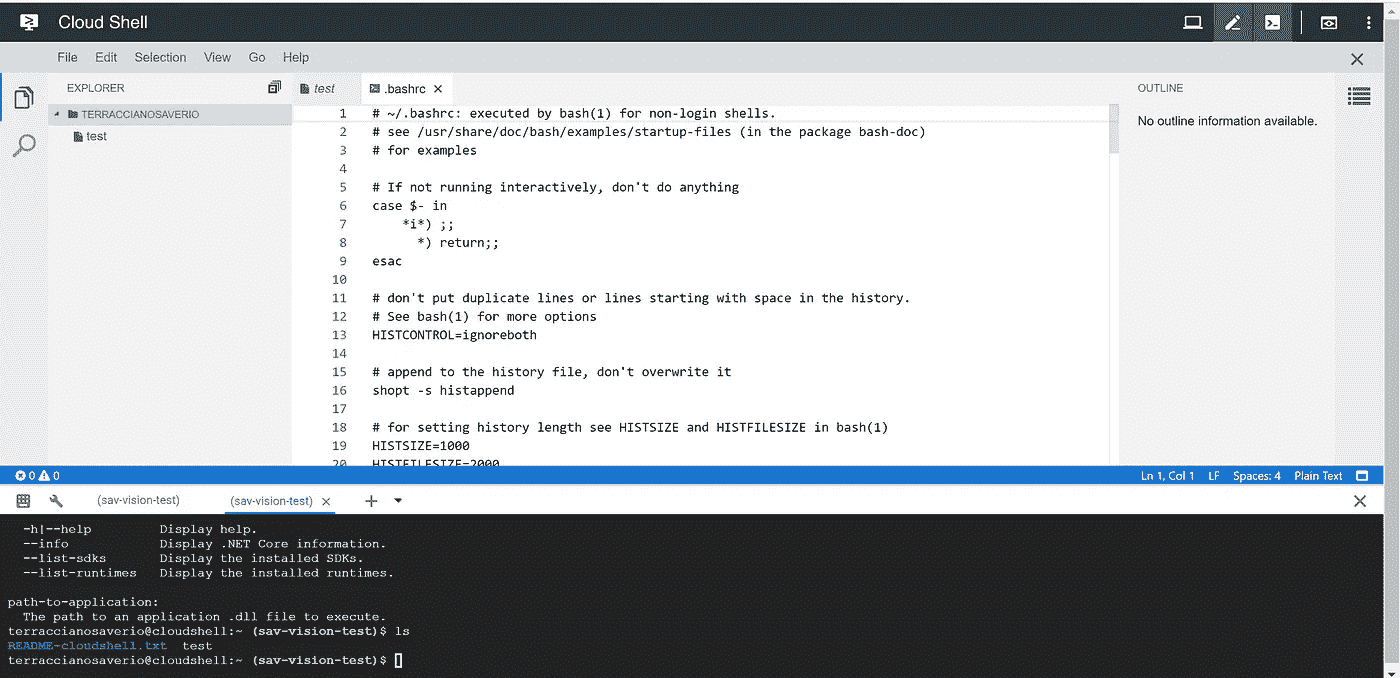 Cloud Shell
File Edit Selection View Go Help
EXPLORER
TERRACCIANOSAVERIO
test
test
.bashrc
1 # ~/.bashrc: executed by bash(1) for non-login shells.
2 # see /usr/share/doc/bash/examples/startup-files (in the package bash-doc)
3 # for examples
4
5 # If not running interactively, don't do anything
6 case $- in
7     *i*) ;;
8       *) return;;
9 esac
10
11 # don't put duplicate lines or lines starting with space in the history.
12 # See bash(1) for more options
13 HISTCONTROL=ignoreboth
14
15 # append to the history file, don't overwrite it
16 shopt -s histappend
17
18 # for setting history length see HISTSIZE and HISTFILESIZE in bash(1)
19 HISTSIZE=1000
20 HISTFILESIZE=2000
OUTLINE
No outline information available.
0 0
Ln 1, Col 1 LF Spaces: 4 Plain Text
(sav-vision-test) (sav-vision-test)
-h|--help Display help.
--info Display .NET Core information.
--list-sdks Display the installed SDKs.
--list-runtimes Display the installed runtimes.
path-to-application:
The path to an application .dll file to execute.
terraccianosaverio@cloudshell:~ (sav-vision-test)$ ls
README-cloudshell.txt test
terraccianosaverio@cloudshell:~ (sav-vision-test)$